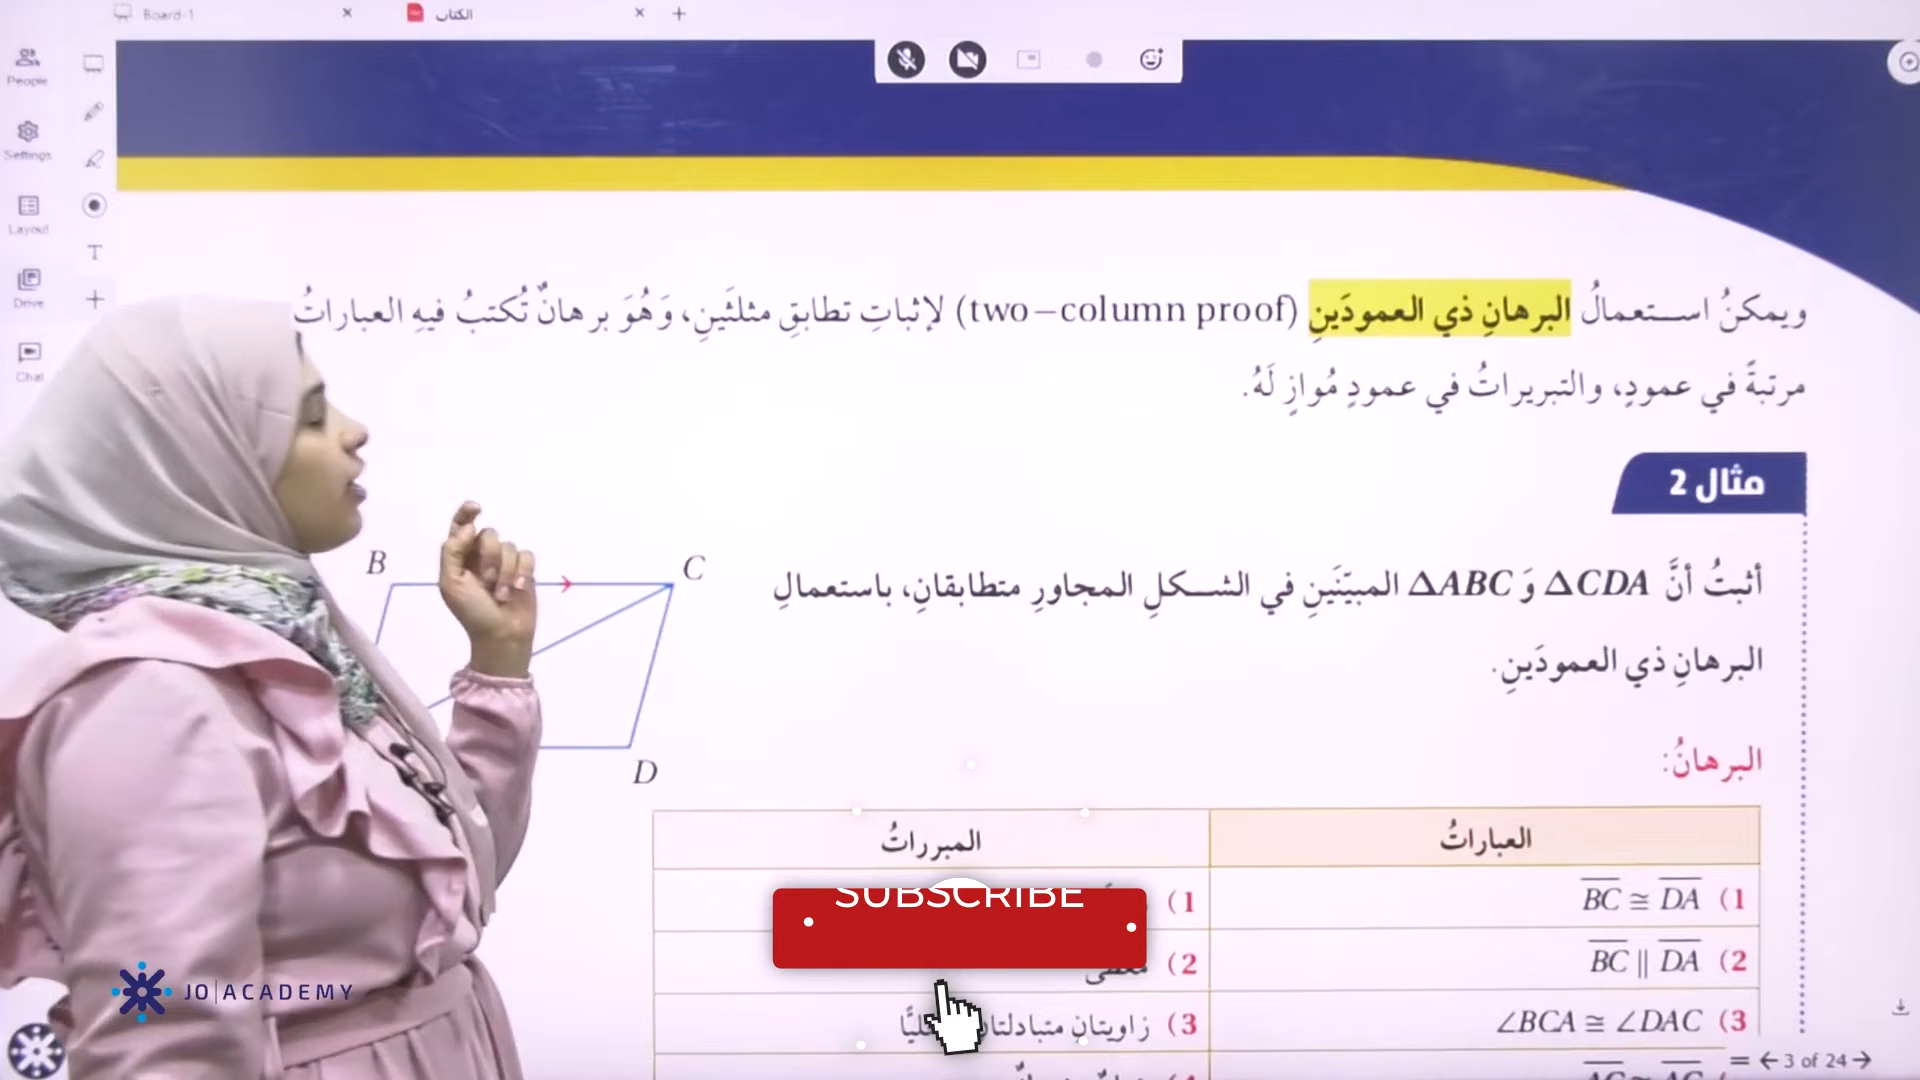 Board-1
الكتاب
People
Settings
Layout
Drive
Chat
ويمكنُ استعمالُ البرهانِ ذي العمودَينِ (two-column proof) لإثباتِ تطابقِ مثلثَينِ، وَهُوَ برهانٌ تُكتبُ فيهِ العباراتُ
مرتبةً في عمودٍ، والتبريراتُ في عمودٍ مُوازٍ لَهُ.
مثال 2
أثبتُ أنَّ ΔCDA وَ ΔABC المبيّنَينِ في الشكلِ المجاورِ متطابقانِ، باستعمالِ
البرهانِ ذي العمودَينِ.
B
C
D
البرهانُ:
العباراتُ
المبرراتُ
1) BC ≅ DA
1)
2) BC || DA
2) معطى
3) ∠BCA ≅ ∠DAC
3) زاويتانِ متبادلتانِ
SUBSCRIBE
JO ACADEMY
3 of 24